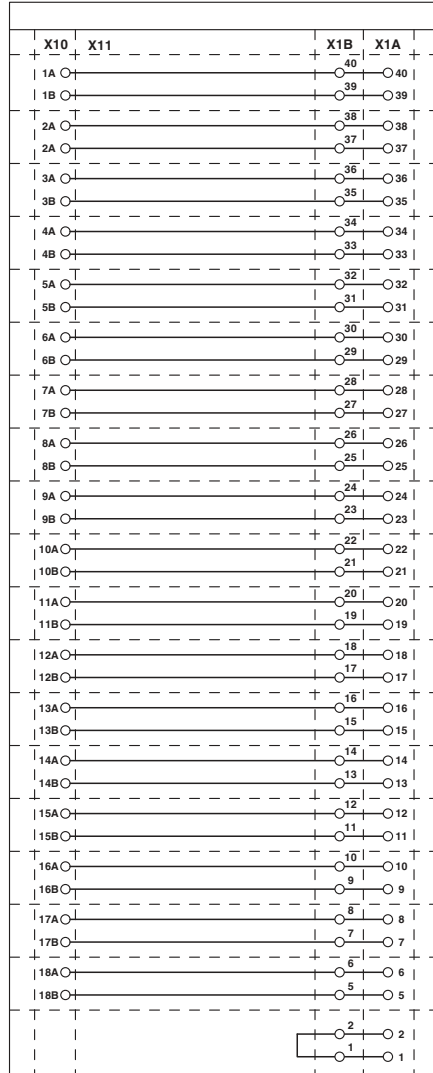 X10 X11 X1B X1A
1A 40 40
1B 39 39
2A 38 38
2A 37 37
3A 36 36
3B 35 35
4A 34 34
4B 33 33
5A 32 32
5B 31 31
6A 30 30
6B 29 29
7A 28 28
7B 27 27
8A 26 26
8B 25 25
9A 24 24
9B 23 23
10A 22 22
10B 21 21
11A 20 20
11B 19 19
12A 18 18
12B 17 17
13A 16 16
13B 15 15
14A 14 14
14B 13 13
15A 12 12
15B 11 11
16A 10 10
16B 9 9
17A 8 8
17B 7 7
18A 6 6
18B 5 5
2 2
1 1